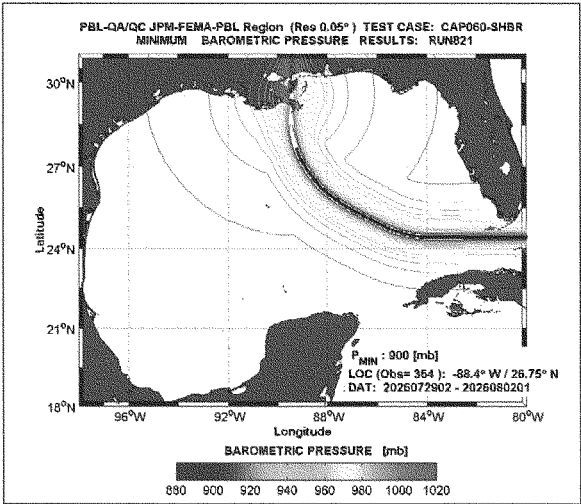 PBL-QA/QC JPM-FEMA-PBL Region (Res 0.05° ) TEST CASE: CAP060-SHBR
MINIMUM BAROMETRIC PRESSURE RESULTS: RUN821
30°N
27°N
24°N
21°N
18°N
Latitude
P MIN : 900 [mb]
LOC (Obs= 354 ): -88.4° W / 26.75° N
DAT: 2026072902 - 2026080201
96°W 92°W 88°W 84°W 80°W
Longitude
BAROMETRIC PRESSURE [mb]
880 900 920 940 960 980 1000 1020